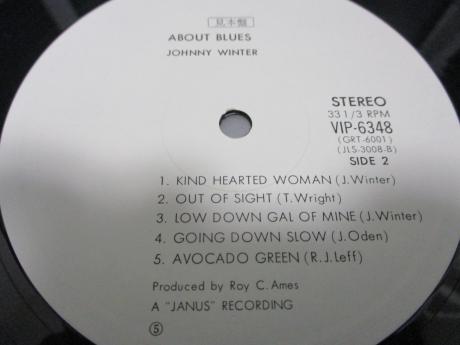 見本盤
ABOUT BLUES
JOHNNY WINTER
STEREO
33 1/3 RPM
VIP-6348
(GRT-6001)
(JLS-3008-B)
SIDE 2
1. KIND HEARTED WOMAN (J.Winter)
2. OUT OF SIGHT (T.Wright)
3. LOW DOWN GAL OF MINE (J.Winter)
4. GOING DOWN SLOW (J.Oden)
5. AVOCADO GREEN (R.J.Leff)
Produced by Roy C. Ames
A "JANUS" RECORDING
⑤